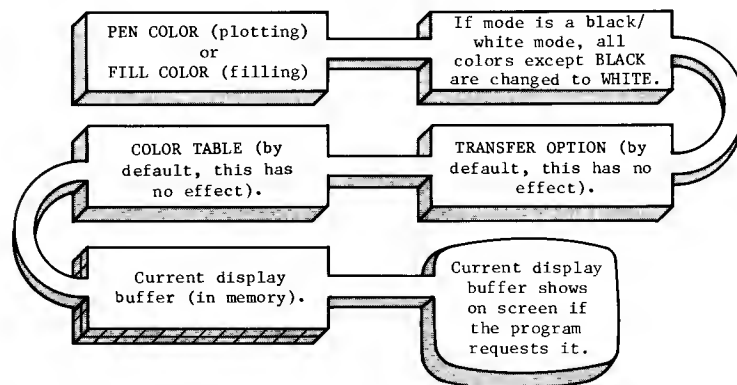 PEN COLOR (plotting)
or
FILL COLOR (filling)
If mode is a black/
white mode, all
colors except BLACK
are changed to WHITE.
TRANSFER OPTION (by
default, this has no
effect).
COLOR TABLE (by
default, this has
no effect).
Current display
buffer (in memory).
Current display
buffer shows
on screen if
the program
requests it.